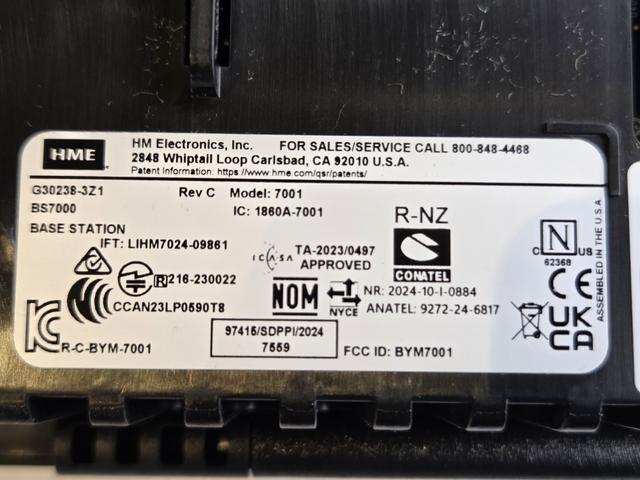 HME
HM Electronics, Inc. FOR SALES/SERVICE CALL 800-848-4468
2848 Whiptail Loop Carlsbad, CA 92010 U.S.A.
Patent Information: https://www.hme.com/qsr/patents/
G30238-3Z1 Rev C Model: 7001
BS7000 IC: 1860A-7001
BASE STATION
IFT: LIHM7024-09861
R-NZ
ICASA TA-2023/0497
APPROVED
CONATEL
C N US
62368
R 216-230022
CCAN23LP0590T8
NOM NYCE
NR: 2024-10-I-0884
ANATEL: 9272-24-6817
CE
UK
CA
KC R-C-BYM-7001
97415/SDPPI/2024
7559
FCC ID: BYM7001
ASSEMBLED IN THE U.S.A.